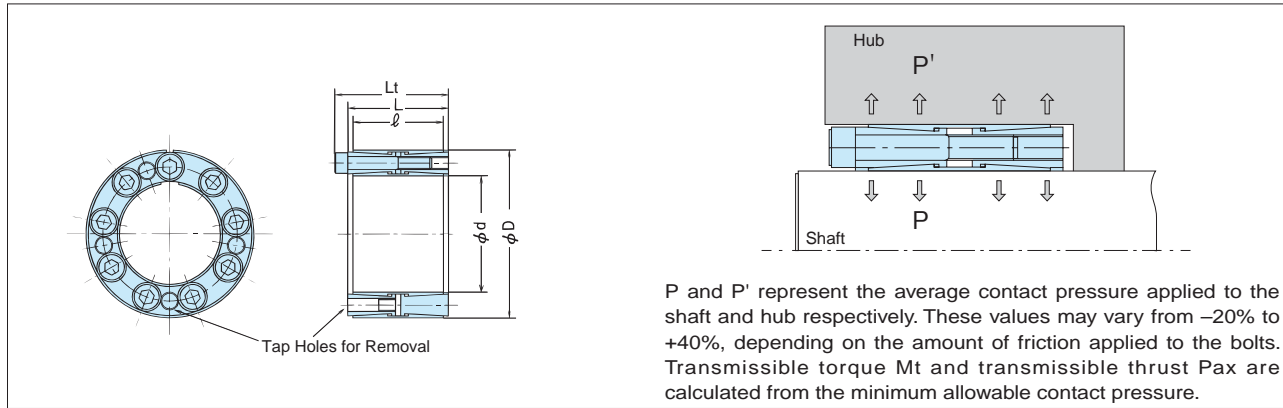 Lt
L
ℓ
φd
φD
Tap Holes for Removal
Hub
P'
P
Shaft
P and P' represent the average contact pressure applied to the
shaft and hub respectively. These values may vary from –20% to
+40%, depending on the amount of friction applied to the bolts.
Transmissible torque Mt and transmissible thrust Pax are
calculated from the minimum allowable contact pressure.